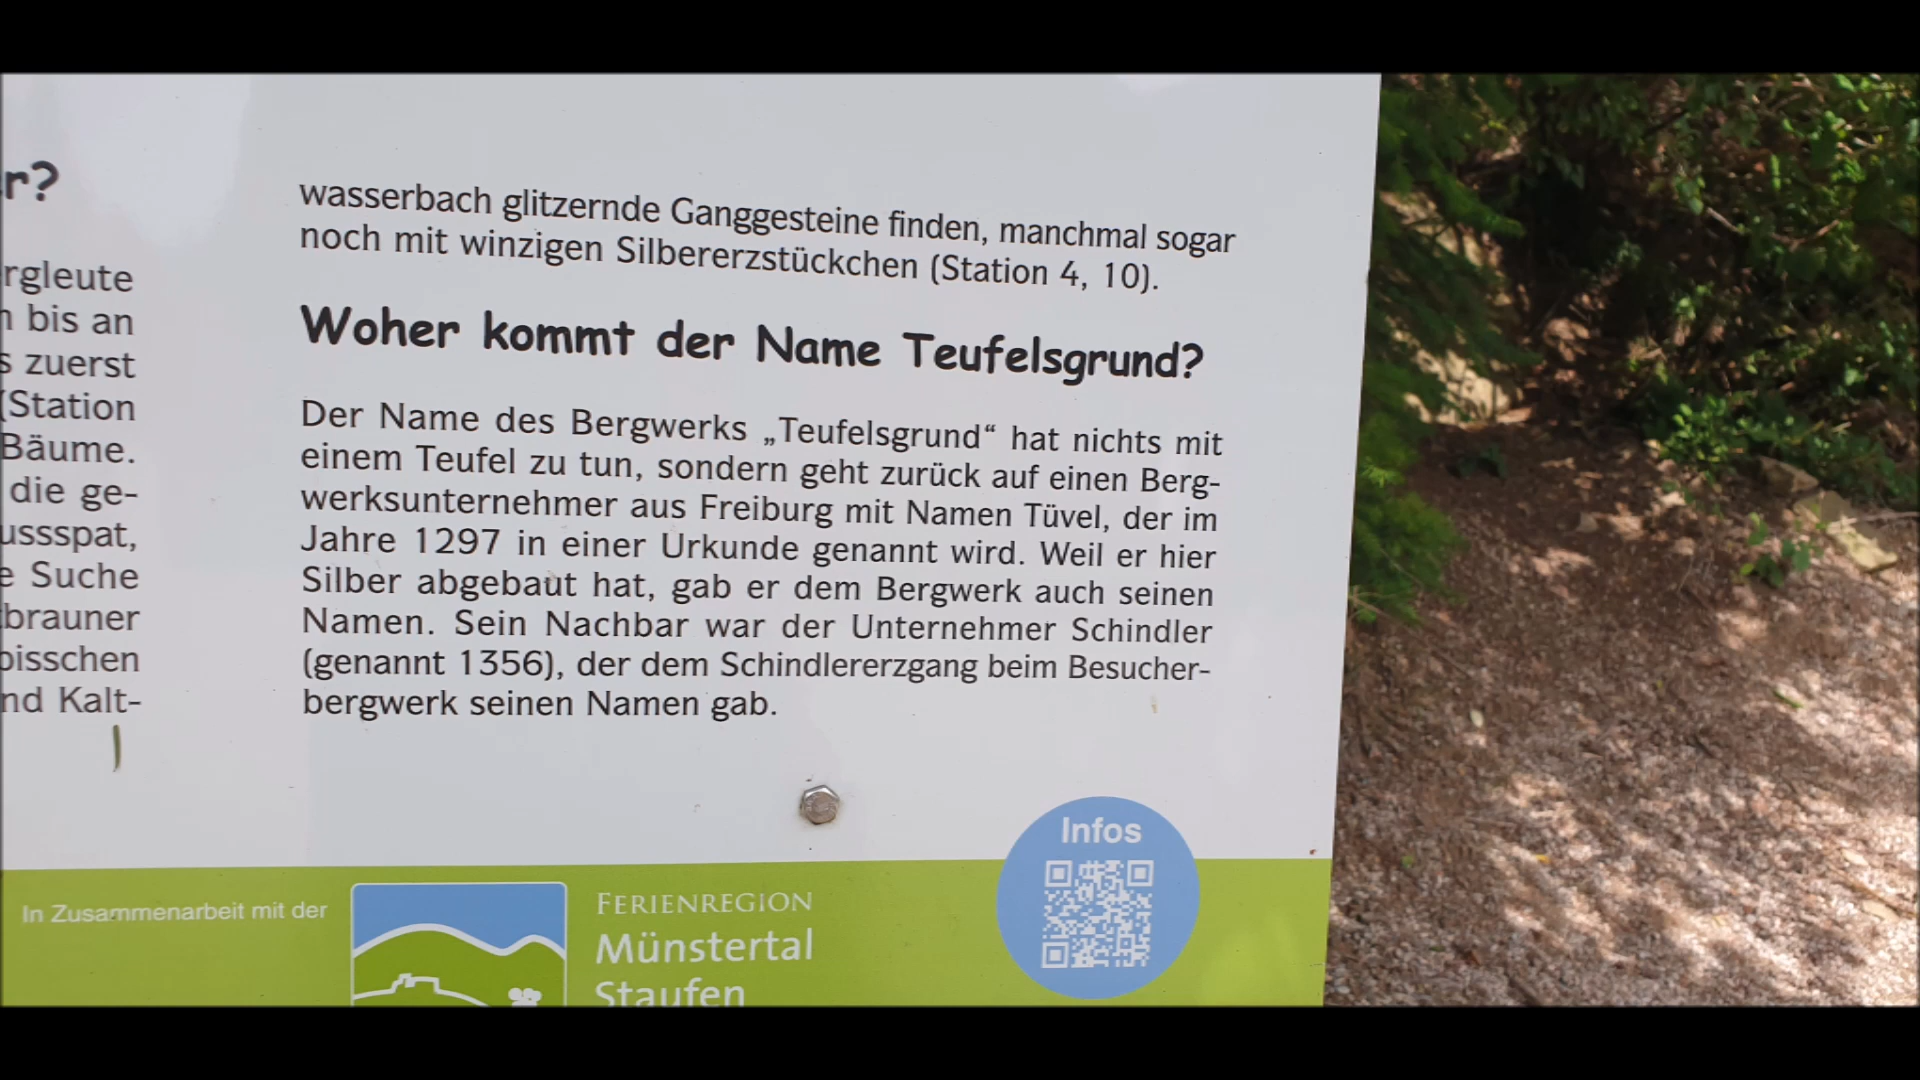 r?
rgleute
n bis an
s zuerst
(Station
Bäume.
die ge-
ussspat,
e Suche
brauner
bisschen
nd Kalt-
wasserbach glitzernde Ganggesteine finden, manchmal sogar
noch mit winzigen Silbererzstückchen (Station 4, 10).
Woher kommt der Name Teufelsgrund?
Der Name des Bergwerks „Teufelsgrund“ hat nichts mit
einem Teufel zu tun, sondern geht zurück auf einen Berg-
werksunternehmer aus Freiburg mit Namen Tüvel, der im
Jahre 1297 in einer Urkunde genannt wird. Weil er hier
Silber abgebaut hat, gab er dem Bergwerk auch seinen
Namen. Sein Nachbar war der Unternehmer Schindler
(genannt 1356), der dem Schindlererzgang beim Besucher-
bergwerk seinen Namen gab.
Infos
In Zusammenarbeit mit der
FERIENREGION
Münstertal
Staufen